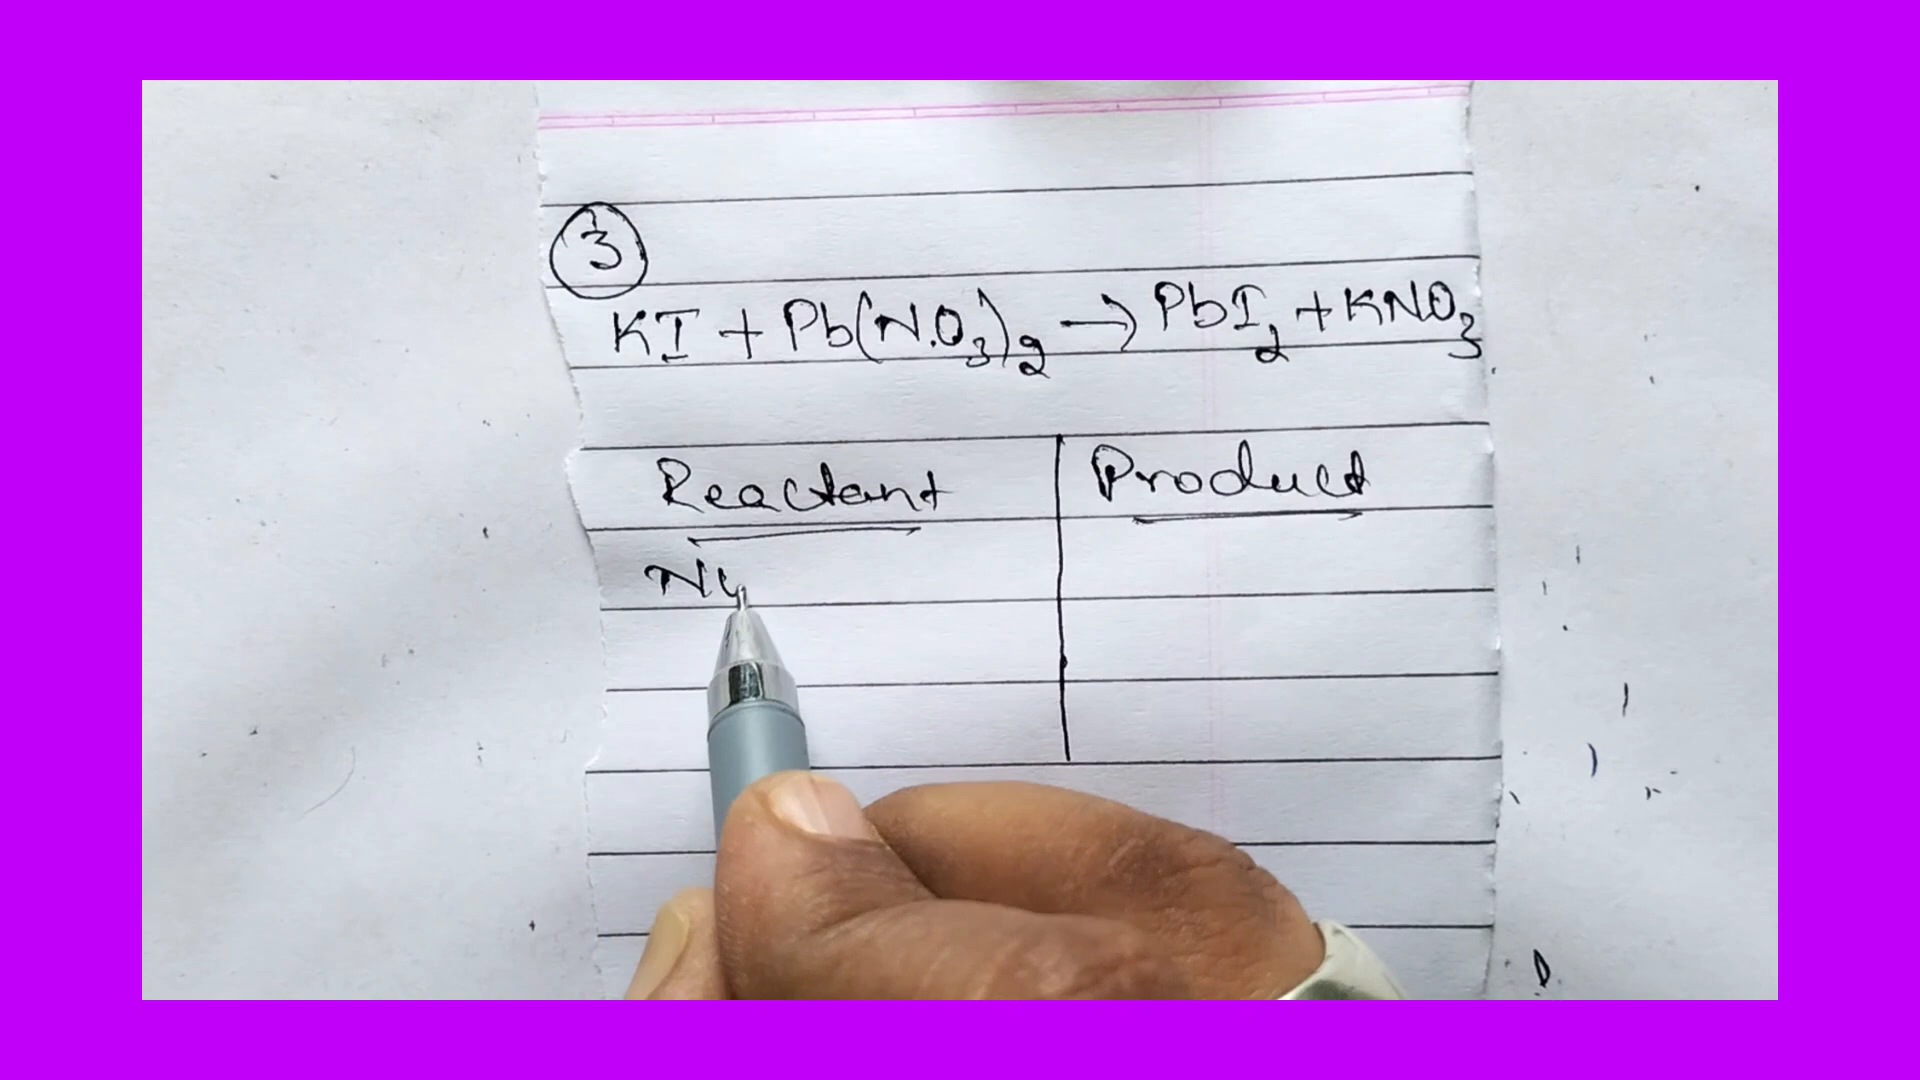 3
KI + Pb(NO₃)₂ → PbI₂ + KNO₃
Reactant Product